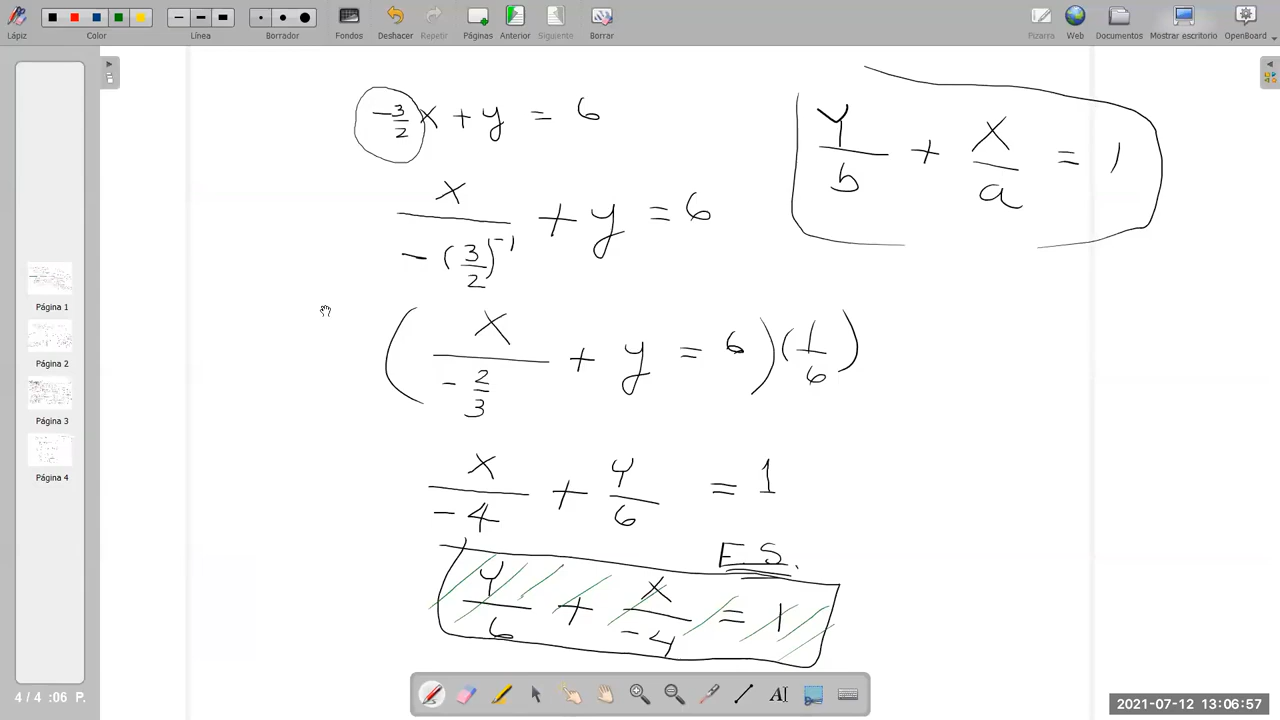 Lápiz Color Línea Borrador Fondos Deshacer Repetir Páginas Anterior Siguiente Borrar Pizarra Web Documentos Mostrar escritorio OpenBoard
-3/2 x + y = 6
y/b + x/a = 1
x/-(3/2)^-1 + y = 6
(x/-2/3 + y = 6)(1/6)
x/-4 + y/6 = 1
E.S.
y/6 + x/-4 = 1
Página 1
Página 2
Página 3
Página 4
4 / 4 :06 P.
AI
2021-07-12 13:06:57